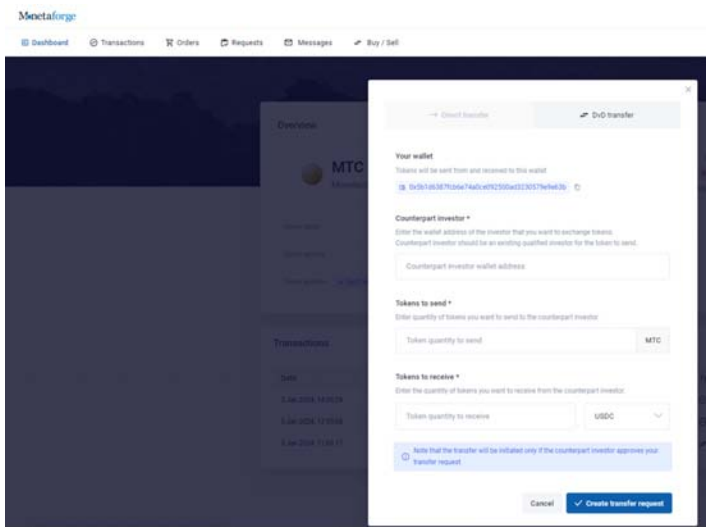 Monetaforge
Dashboard Transactions Orders Requests Messages Buy / Sell
Overview
MTC
Direct transfer DvD transfer
Your wallet
Tokens will be sent from and received to this wallet
Counterpart investor *
Enter the wallet address of the investor that you want to exchange tokens.
Counterpart investor should be an existing qualified investor for the token to send.
Counterpart investor wallet address
Tokens to send *
Enter quantity of tokens you want to send to the counterpart investor
Token quantity to send MTC
Transactions
Date
Tokens to receive *
Enter the quantity of tokens you want to receive from the counterpart investor.
Token quantity to receive USDC
Note that the transfer will be initiated only if the counterpart investor approves your
transfer request
Cancel Create transfer request